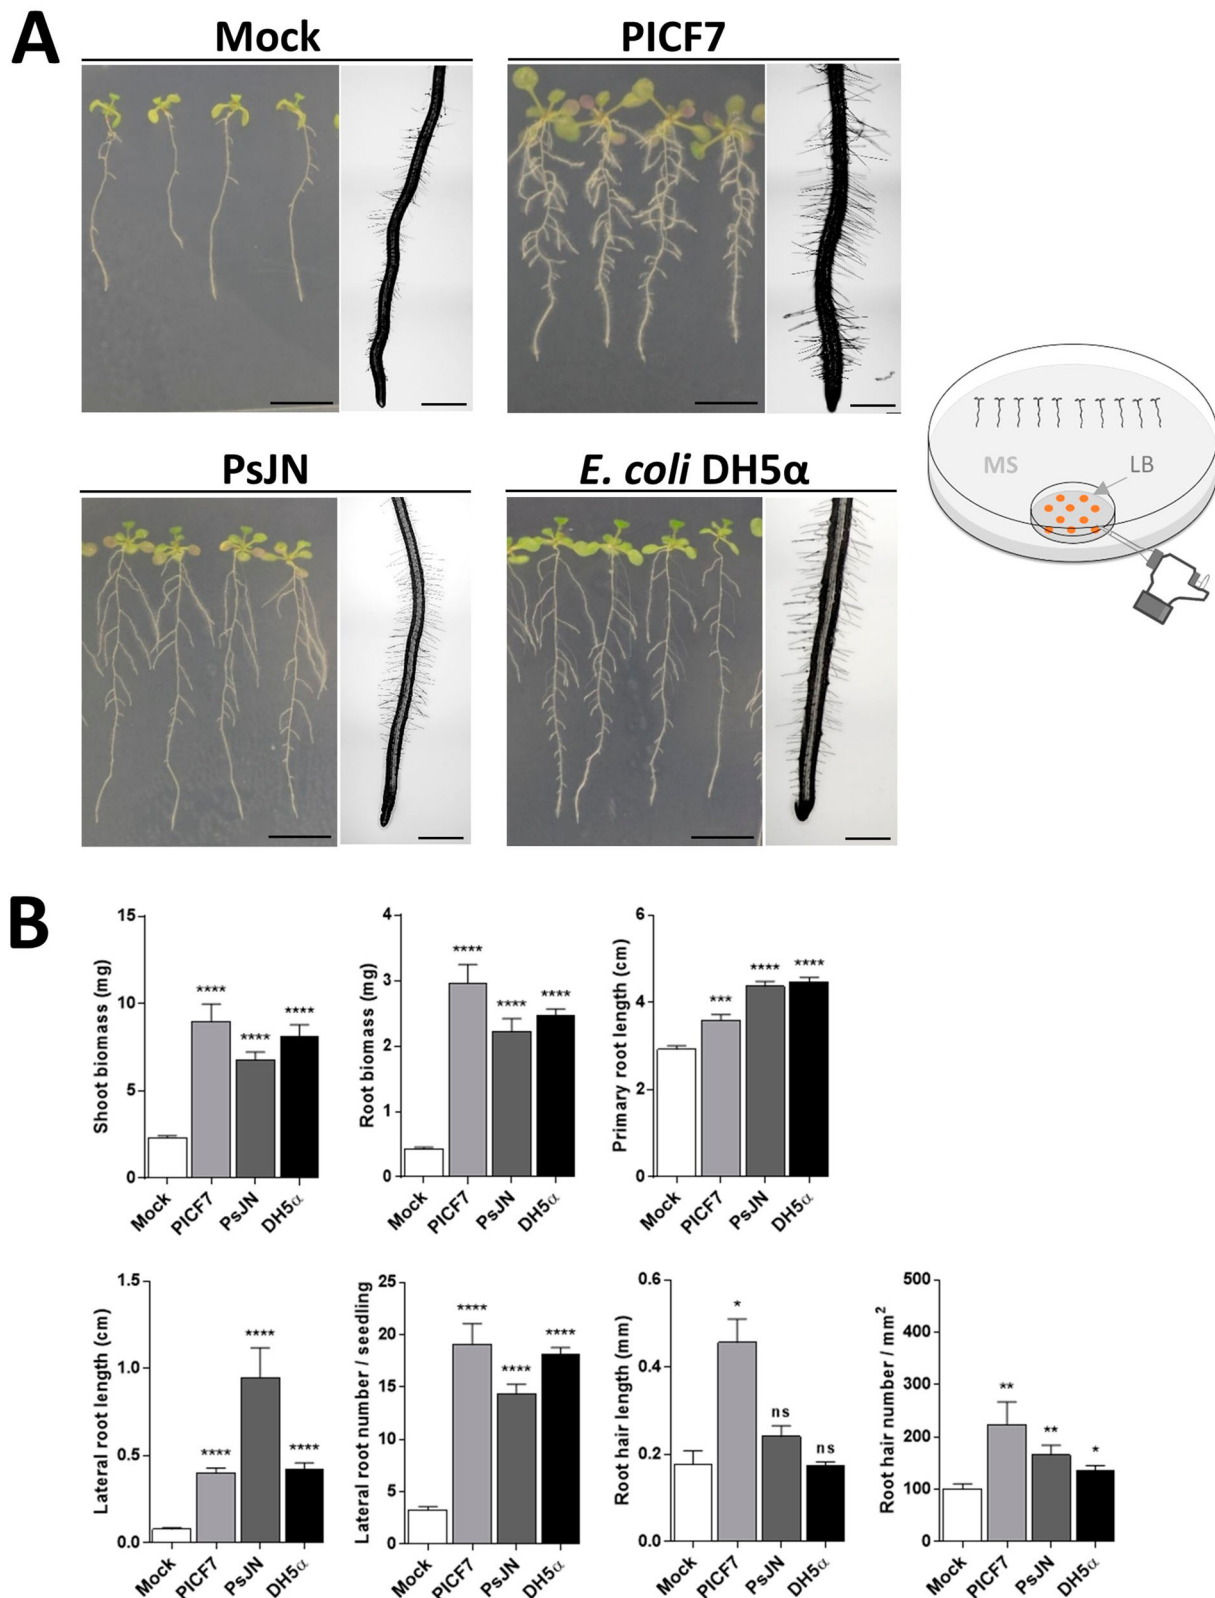 A
Mock
PICF7
PsJN
E. coli DH5α
MS
LB
B
Shoot biomass (mg)
15
10
5
0
****
****
****
Mock
PICF7
PsJN
DH5α
Root biomass (mg)
4
3
2
1
0
****
****
****
Mock
PICF7
PsJN
DH5α
Primary root length (cm)
6
4
2
0
***
****
****
Mock
PICF7
PsJN
DH5α
Lateral root length (cm)
1.5
1.0
0.5
0.0
****
****
****
Mock
PICF7
PsJN
DH5α
Lateral root number / seedling
25
20
15
10
5
0
****
****
****
Mock
PICF7
PsJN
DH5α
Root hair length (mm)
0.6
0.4
0.2
0.0
*
ns
ns
Mock
PICF7
PsJN
DH5α
Root hair number / mm²
500
400
300
200
100
0
**
**
*
Mock
PICF7
PsJN
DH5α